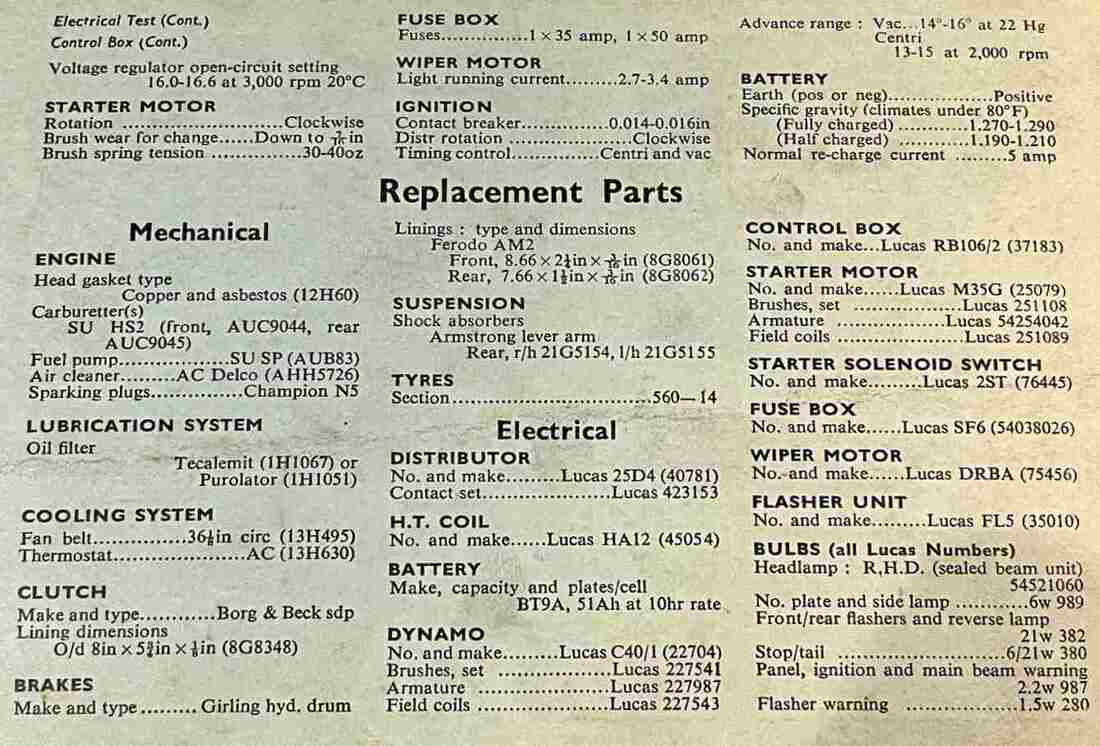 Electrical Test (Cont.)
Control Box (Cont.)
Voltage regulator open-circuit setting
16.0-16.6 at 3,000 rpm 20°C
STARTER MOTOR
Rotation ........................Clockwise
Brush wear for change......Down to 5/16in
Brush spring tension ..............30-40oz
FUSE BOX
Fuses...............1 × 35 amp, 1 × 50 amp
WIPER MOTOR
Light running current.........2.7-3.4 amp
IGNITION
Contact breaker...............0.014-0.016in
Distr rotation .....................Clockwise
Timing control...............Centri and vac
Advance range : Vac...14°-16° at 22 Hg
Centri
13-15 at 2,000 rpm
BATTERY
Earth (pos or neg)..................Positive
Specific gravity (climates under 80°F)
(Fully charged) ............1.270-1.290
(Half charged) ............1.190-1.210
Normal re-charge current .........5 amp
Replacement Parts
Mechanical
ENGINE
Head gasket type
Copper and asbestos (12H60)
Carburetter(s)
SU HS2 (front, AUC9044, rear
AUC9045)
Fuel pump.....................SU SP (AUB83)
Air cleaner.........AC Delco (AHH5726)
Sparking plugs...............Champion N5
LUBRICATION SYSTEM
Oil filter
Tecalemit (1H1067) or
Purolator (1H1051)
COOLING SYSTEM
Fan belt...............36⅛in circ (13H495)
Thermostat.....................AC (13H630)
CLUTCH
Make and type............Borg & Beck sdp
Lining dimensions
O/d 8in × 5¾in × ⅛in (8G8348)
BRAKES
Make and type.........Girling hyd. drum
Linings : type and dimensions
Ferodo AM2
Front, 8.66 × 2¼in × 3/16in (8G8061)
Rear, 7.66 × 1½in × 3/16in (8G8062)
SUSPENSION
Shock absorbers
Armstrong lever arm
Rear, r/h 21G5154, l/h 21G5155
TYRES
Section.................................560—14
Electrical
DISTRIBUTOR
No. and make.........Lucas 25D4 (40781)
Contact set.....................Lucas 423153
H.T. COIL
No. and make......Lucas HA12 (45054)
BATTERY
Make, capacity and plates/cell
BT9A, 51Ah at 10hr rate
DYNAMO
No. and make.........Lucas C40/1 (22704)
Brushes, set ..................Lucas 227541
Armature .....................Lucas 227987
Field coils .....................Lucas 227543
CONTROL BOX
No. and make...Lucas RB106/2 (37183)
STARTER MOTOR
No. and make......Lucas M35G (25079)
Brushes, set ..................Lucas 251108
Armature ..................Lucas 54254042
Field coils .....................Lucas 251089
STARTER SOLENOID SWITCH
No. and make.........Lucas 2ST (76445)
FUSE BOX
No. and make......Lucas SF6 (54038026)
WIPER MOTOR
No. and make......Lucas DRBA (75456)
FLASHER UNIT
No. and make.........Lucas FL5 (35010)
BULBS (all Lucas Numbers)
Headlamp : R,H.D. (sealed beam unit)
54521060
No. plate and side lamp ............6w 989
Front/rear flashers and reverse lamp
21w 382
Stop/tail ...........................6/21w 380
Panel, ignition and main beam warning
2.2w 987
Flasher warning ..................1.5w 280